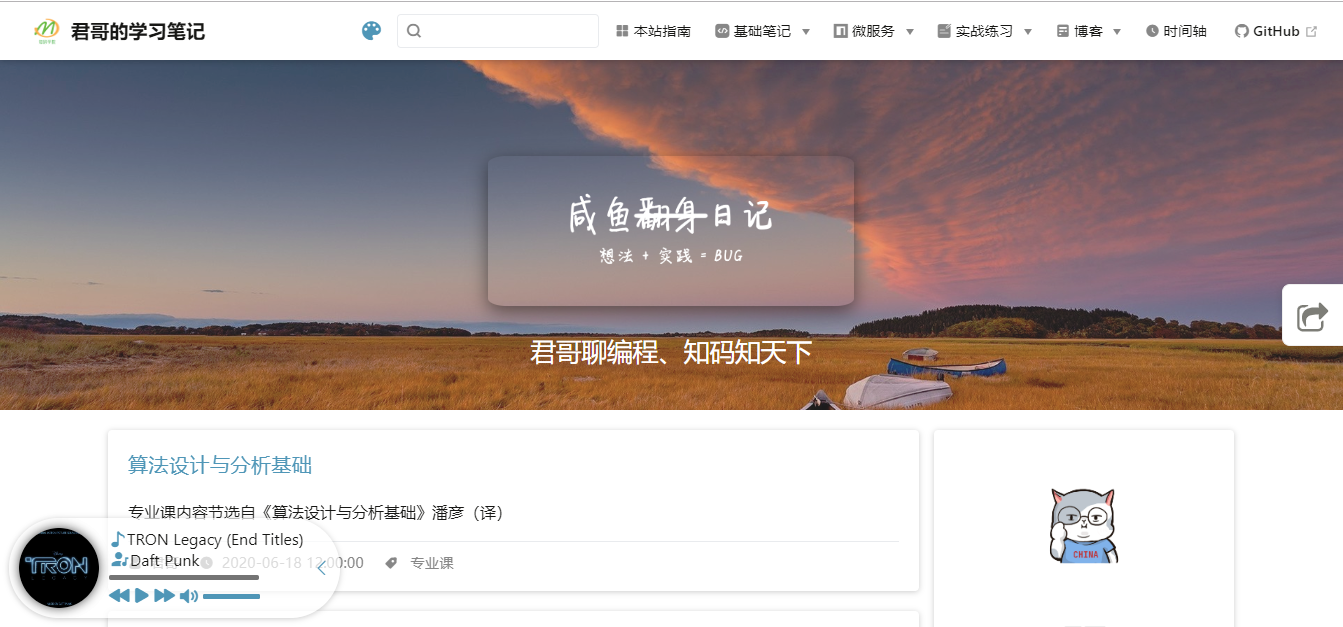 君哥的学习笔记
本站指南 基础笔记 微服务 实战练习 博客 时间轴 GitHub
咸鱼翻身日记
想法 + 实践 = BUG
君哥聊编程、知码知天下
算法设计与分析基础
专业课内容节选自《算法设计与分析基础》潘彦（译）
2020-06-18 12:00:00 专业课
TRON Legacy (End Titles)
Daft Punk
TRON
LEGACY
CHINA